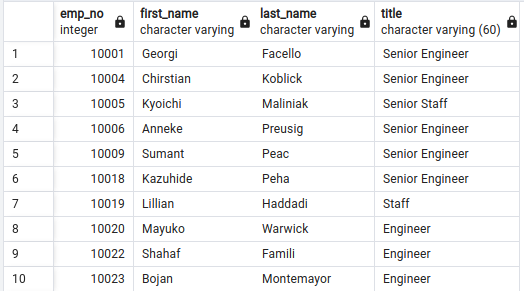 emp_no first_name last_name title
integer character varying character varying character varying (60)
1 10001 Georgi Facello Senior Engineer
2 10004 Chirstian Koblick Senior Engineer
3 10005 Kyoichi Maliniak Senior Staff
4 10006 Anneke Preusig Senior Engineer
5 10009 Sumant Peac Senior Engineer
6 10018 Kazuhide Peha Senior Engineer
7 10019 Lillian Haddadi Staff
8 10020 Mayuko Warwick Engineer
9 10022 Shahaf Famili Engineer
10 10023 Bojan Montemayor Engineer